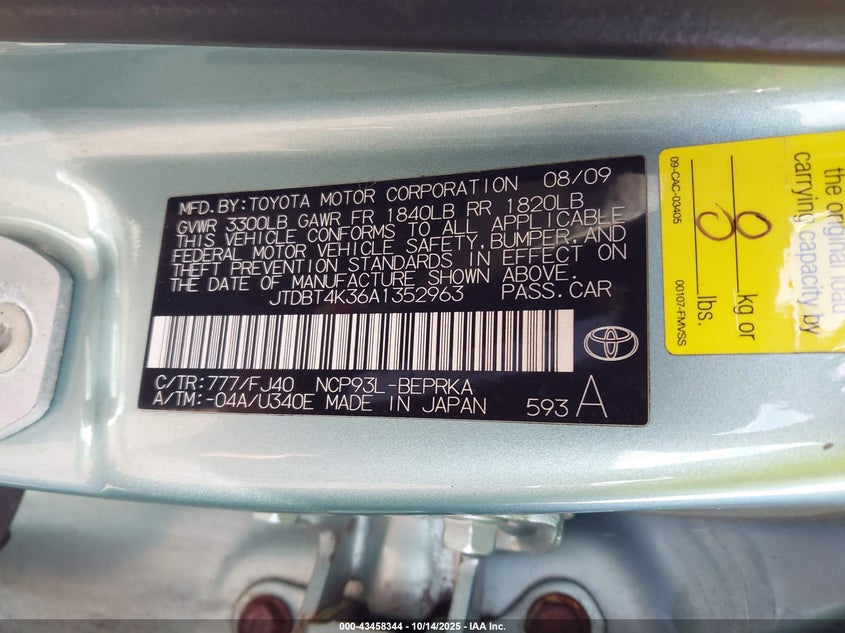 MFD.BY:TOYOTA MOTOR CORPORATION 08/09
GVWR 3300LB GAWR FR 1840LB RR 1820LB
THIS VEHICLE CONFORMS TO ALL APPLICABLE
FEDERAL MOTOR VEHICLE SAFETY, BUMPER, AND
THEFT PREVENTION STANDARDS IN EFFECT ON
THE DATE OF MANUFACTURE SHOWN ABOVE.
JTDBT4K36A1352963 PASS.CAR
C/TR:777/FJ40 NCP93L-BEPRKA
A/TM:-04A/U340E MADE IN JAPAN 593 A
the original load
carrying capacity by
8 kg or
lbs.
09-CAC-03405
00107-FMVSS
000-43458344 / 10/14/2025 - IAA Inc.